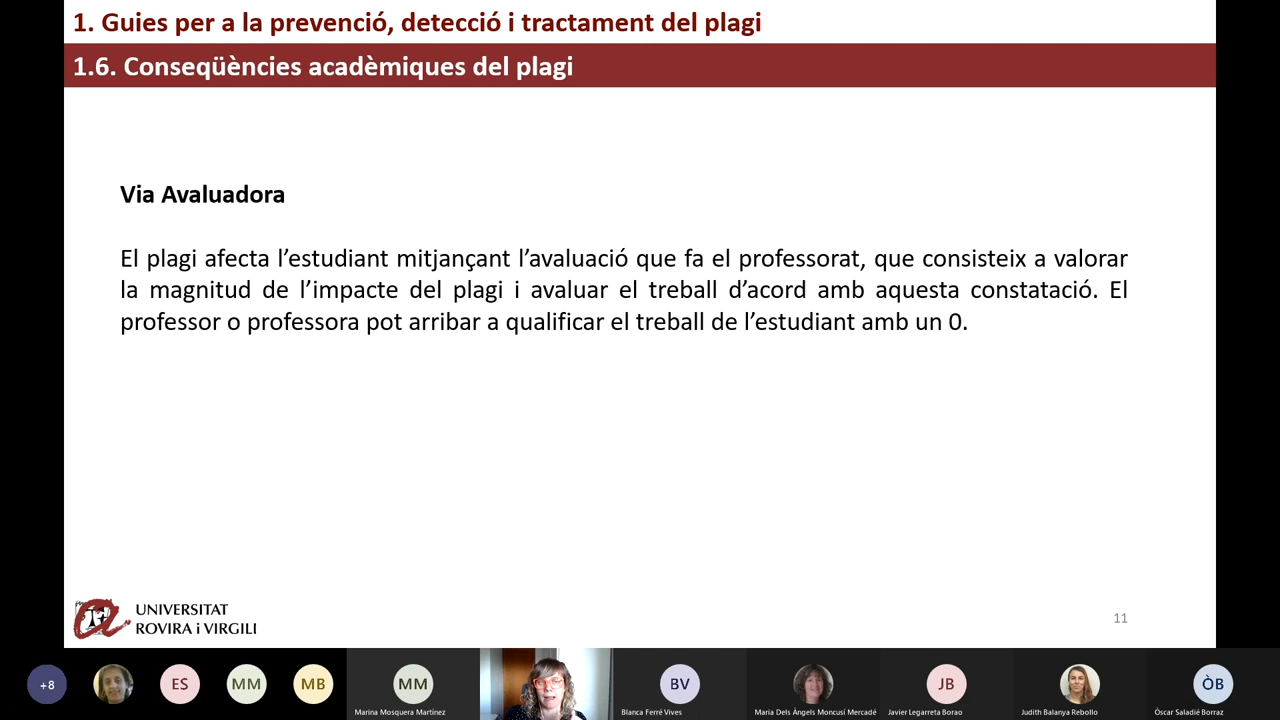 1. Guies per a la prevenció, detecció i tractament del plagi
1.6. Conseqüències acadèmiques del plagi
Via Avaluadora
El plagi afecta l’estudiant mitjançant l’avaluació que fa el professorat, que consisteix a valorar
la magnitud de l’impacte del plagi i avaluar el treball d’acord amb aquesta constatació. El
professor o professora pot arribar a qualificar el treball de l’estudiant amb un 0.
UNIVERSITAT
ROVIRA i VIRGILI
11
+8
ES
MM
MB
MM
BV
JB
ÒB
Marina Mosquera Martínez
Blanca Ferré Vives
Maria Dels Àngels Moncusí Mercadé
Javier Legarreta Borao
Judith Balanya Rebollo
Òscar Saladié Borraz